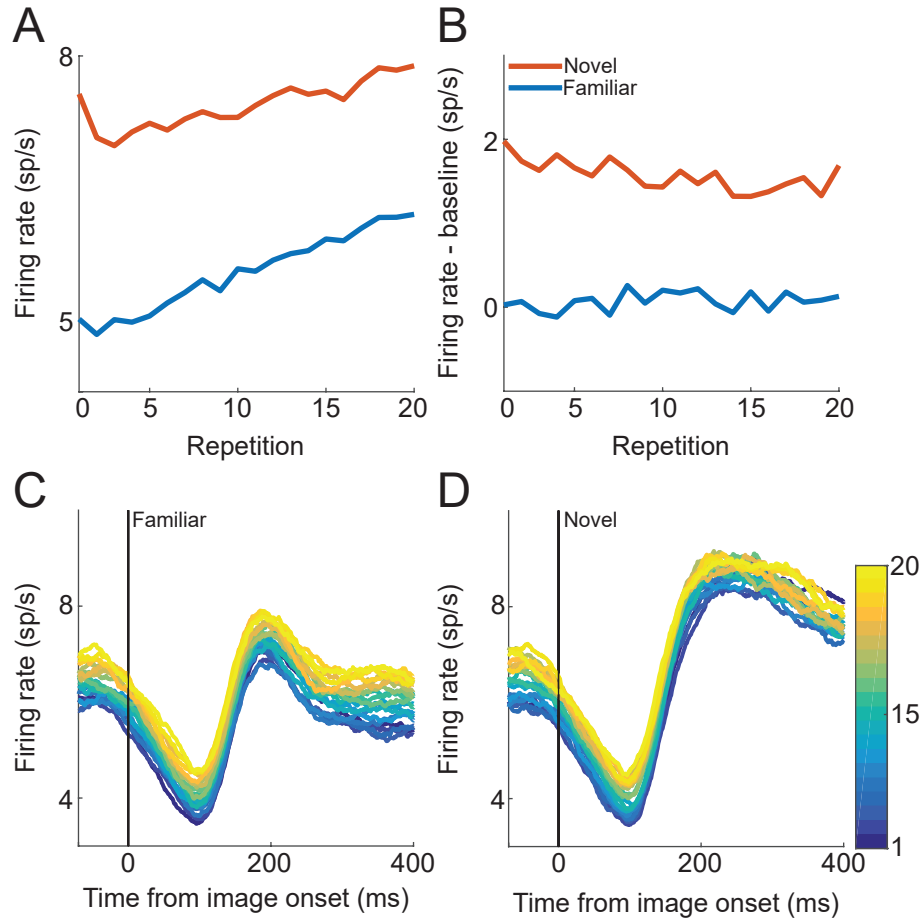 A
8
5
Firing rate (sp/s)
0 5 10 15 20
Repetition
B
Novel
Familiar
2
0
Firing rate - baseline (sp/s)
0 5 10 15 20
Repetition
C
Familiar
8
4
Firing rate (sp/s)
0 200 400
Time from image onset (ms)
D
Novel
8
4
Firing rate (sp/s)
0 200 400
Time from image onset (ms)
20
15
1